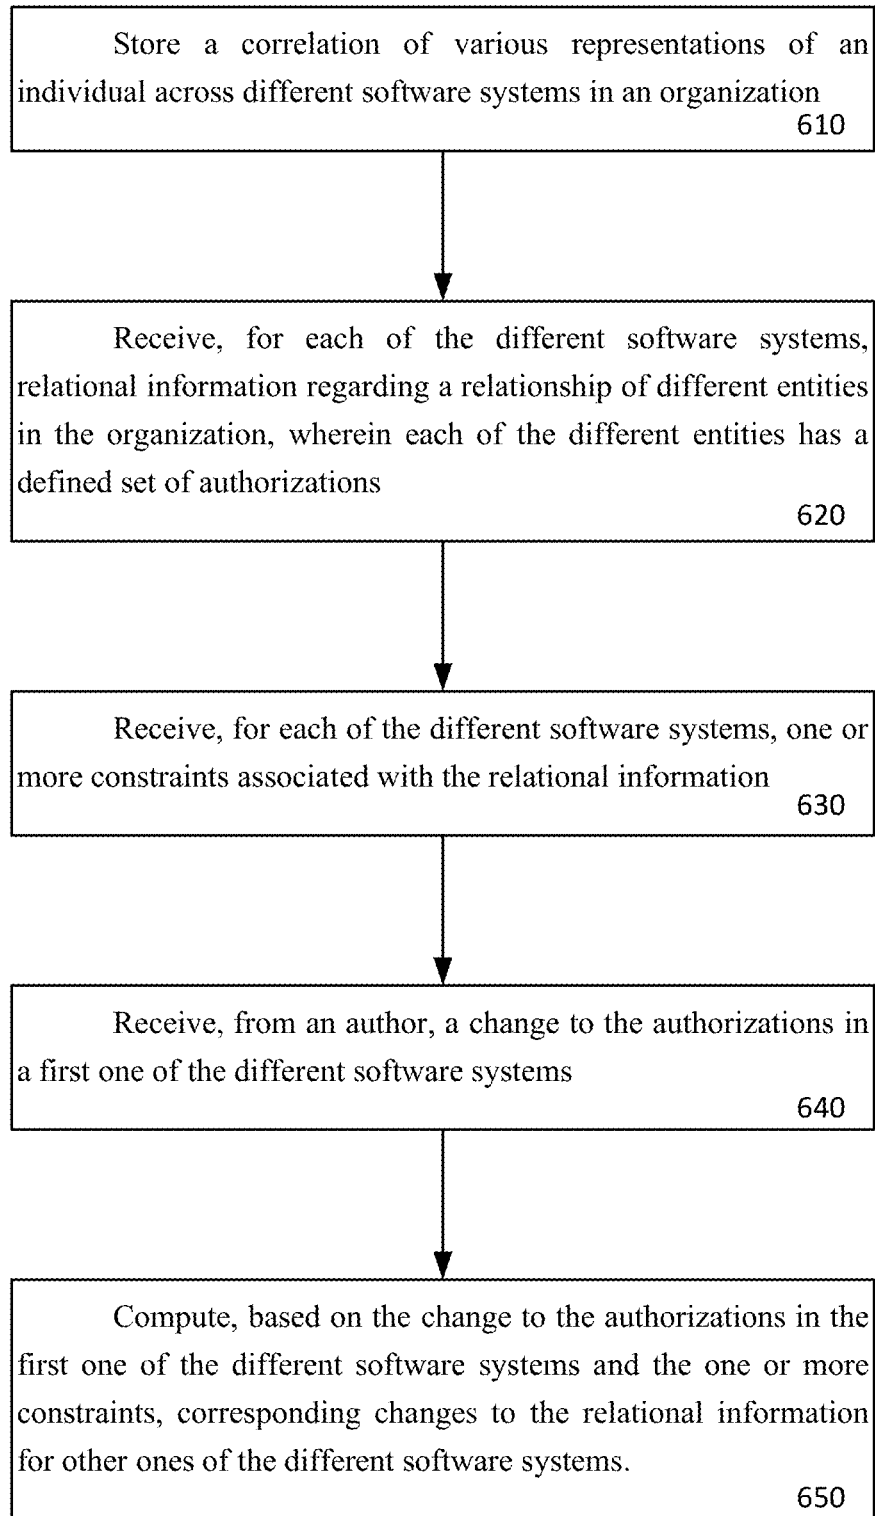 Store a correlation of various representations of an
individual across different software systems in an organization
610
Receive, for each of the different software systems,
relational information regarding a relationship of different entities
in the organization, wherein each of the different entities has a
defined set of authorizations
620
Receive, for each of the different software systems, one or
more constraints associated with the relational information
630
Receive, from an author, a change to the authorizations in
a first one of the different software systems
640
Compute, based on the change to the authorizations in the
first one of the different software systems and the one or more
constraints, corresponding changes to the relational information
for other ones of the different software systems.
650